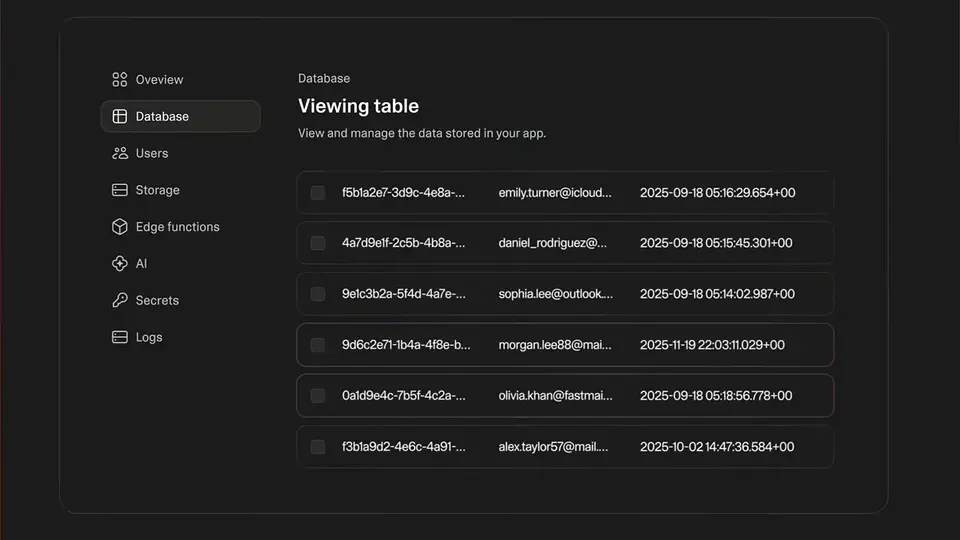 Oveview
Database
Users
Storage
Edge functions
AI
Secrets
Logs
Database
Viewing table
View and manage the data stored in your app.
f5b1a2e7-3d9c-4e8a-... emily.turner@icloud... 2025-09-18 05:16:29.654+00
4a7d9e1f-2c5b-4b8a-... daniel_rodriguez@... 2025-09-18 05:15:45.301+00
9e1c3b2a-5f4d-4a7e-... sophia.lee@outlook.... 2025-09-18 05:14:02.987+00
9d6c2e71-1b4a-4f8e-b... morgan.lee88@mai... 2025-11-19 22:03:11.029+00
0a1d9e4c-7b5f-4c2a-... olivia.khan@fastmai... 2025-09-18 05:18:56.778+00
f3b1a9d2-4e6c-4a91-... alex.taylor57@mail.... 2025-10-02 14:47:36.584+00